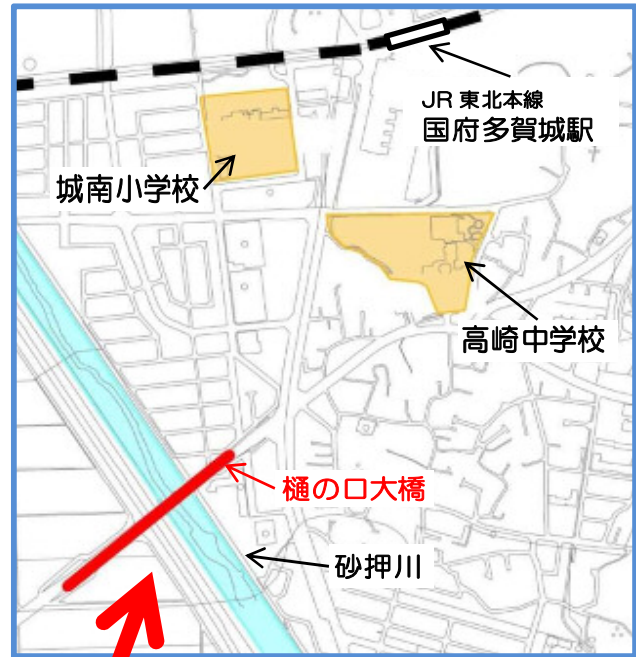 JR 東北本線
国府多賀城駅
城南小学校
高崎中学校
樋の口大橋
砂押川